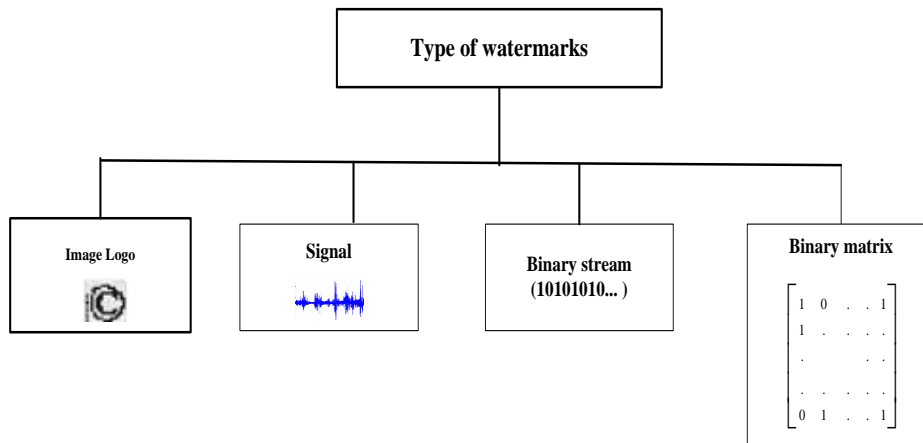 Type of watermarks
Image Logo
Signal
Binary stream
(10101010... )
Binary matrix
1 0 . . 1
1 . . . .
. . .
. . . . .
0 1 . . 1